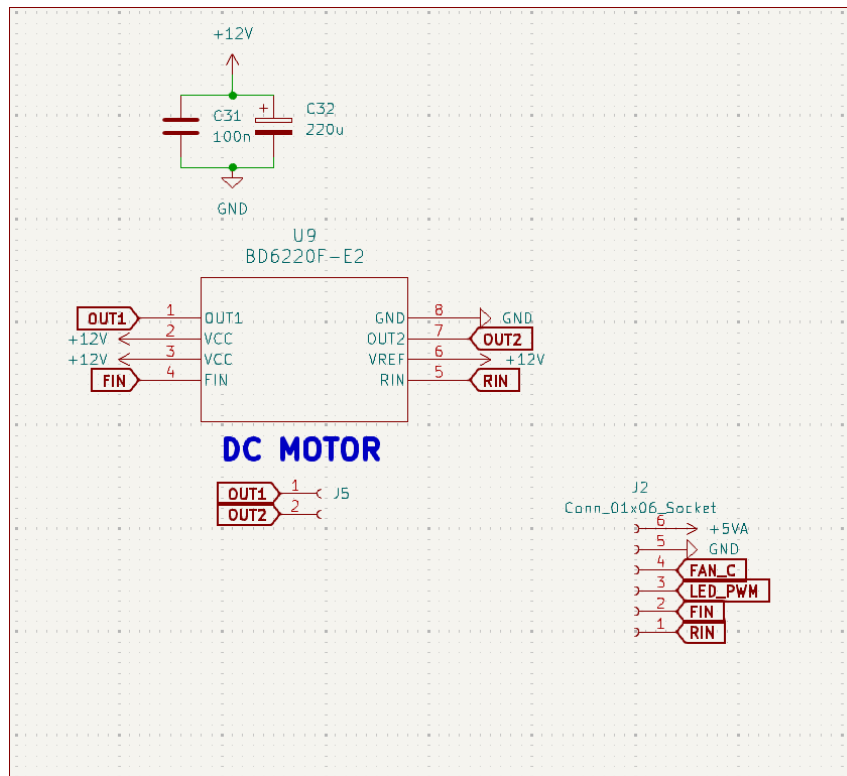 +12V
C31
100n
+
C32
220u
GND
U9
BD6220F-E2
OUT1 1 OUT1 GND 8 GND
+12V 2 VCC OUT2 7 OUT2
+12V 3 VCC VREF 6 +12V
FIN 4 FIN RIN 5 RIN
DC MOTOR
OUT1 1 J5
OUT2 2
J2
Conn_01x06_Socket
6 +5VA
5 GND
4 FAN_C
3 LED_PWM
2 FIN
1 RIN